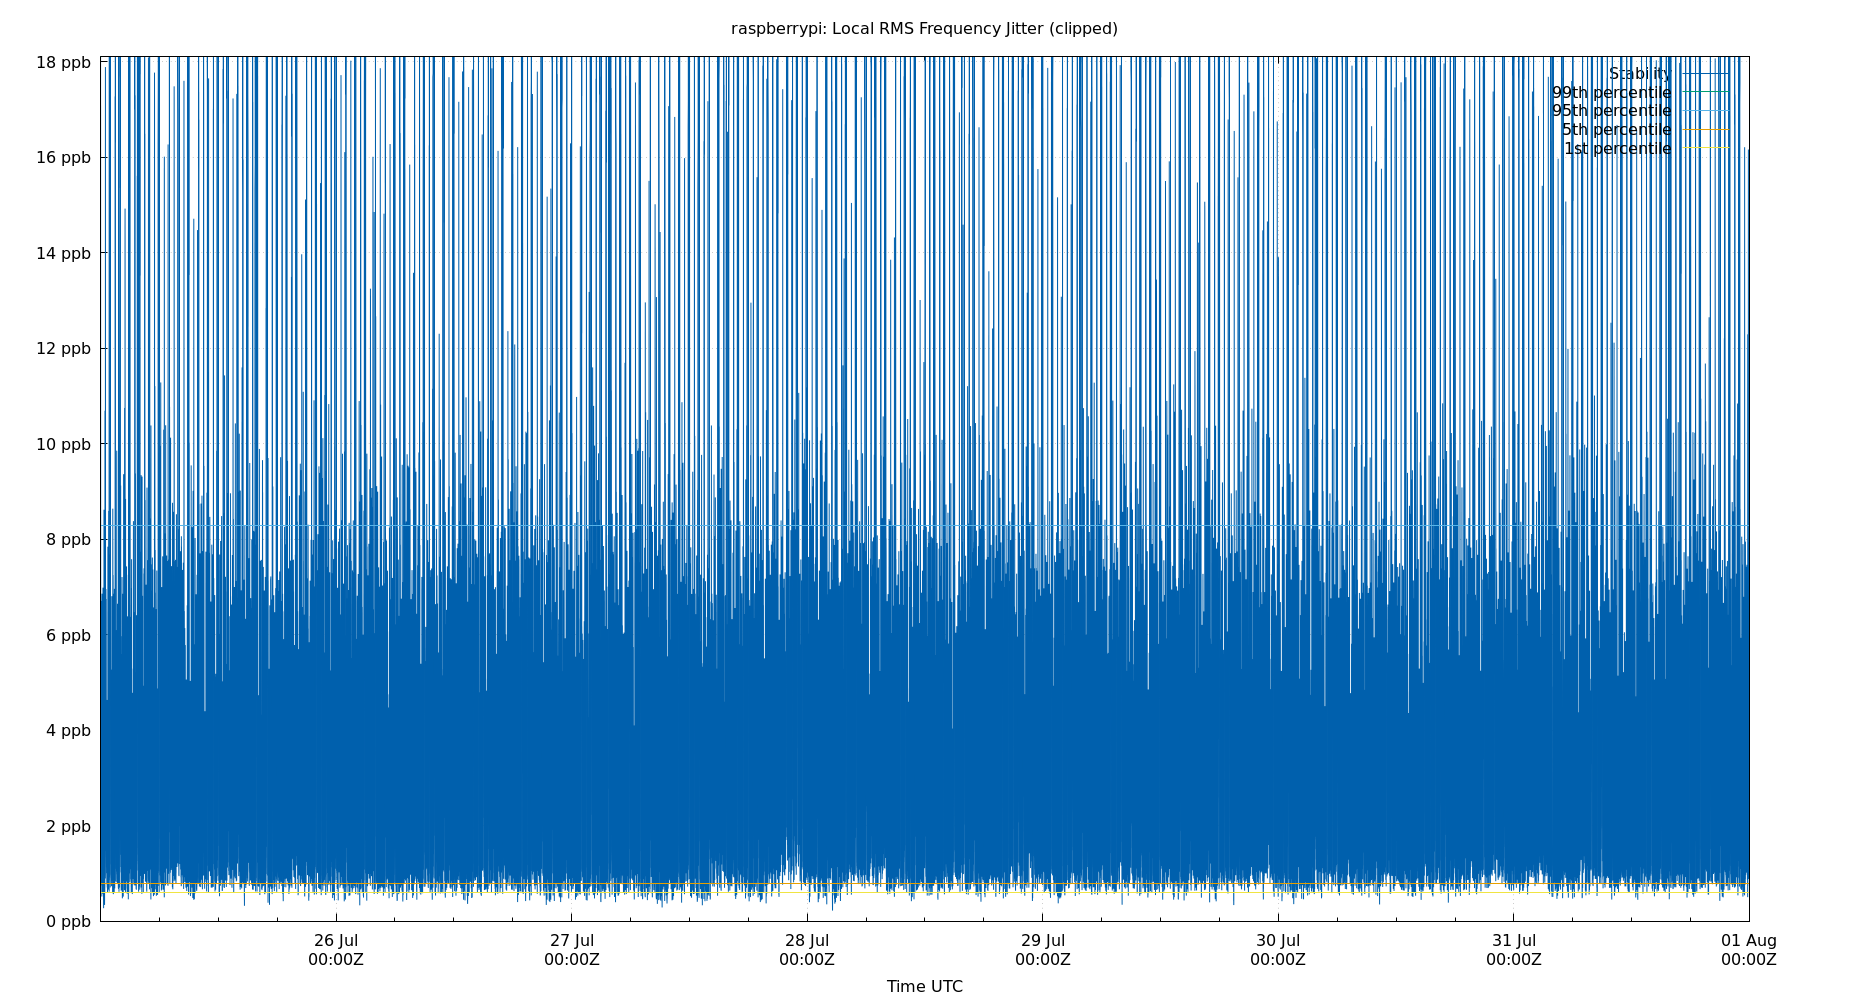 raspberrypi: Local RMS Frequency Jitter (clipped)
18 ppb
16 ppb
14 ppb
12 ppb
10 ppb
8 ppb
6 ppb
4 ppb
2 ppb
0 ppb
Stability
99th percentile
95th percentile
5th percentile
1st percentile
26 Jul 27 Jul 28 Jul 29 Jul 30 Jul 31 Jul 01 Aug
00:00Z 00:00Z 00:00Z 00:00Z 00:00Z 00:00Z 00:00Z
Time UTC